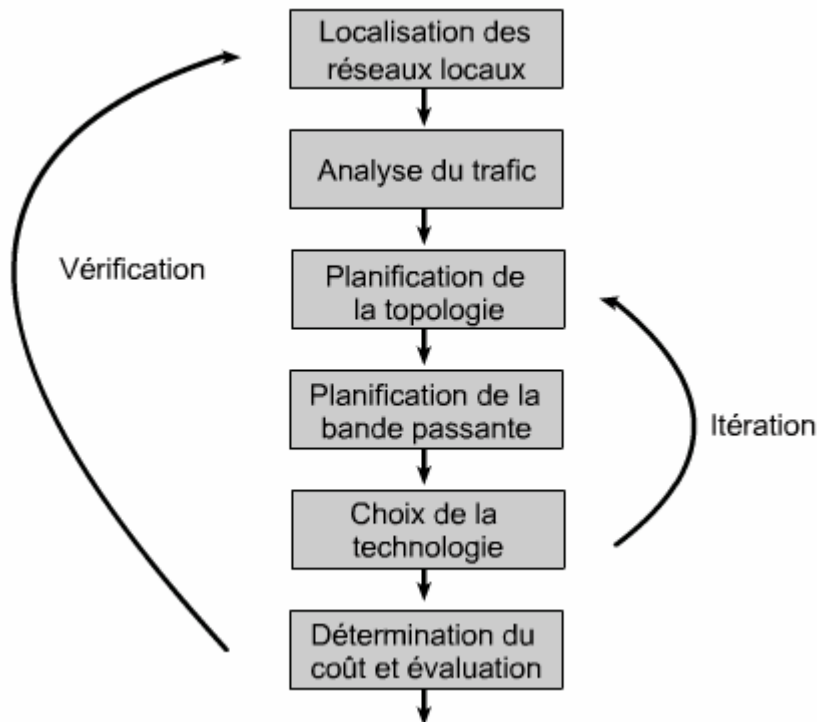 Localisation des
réseaux locaux
Analyse du trafic
Vérification
Planification de
la topologie
Planification de la
bande passante
Itération
Choix de la
technologie
Détermination du
coût et évaluation